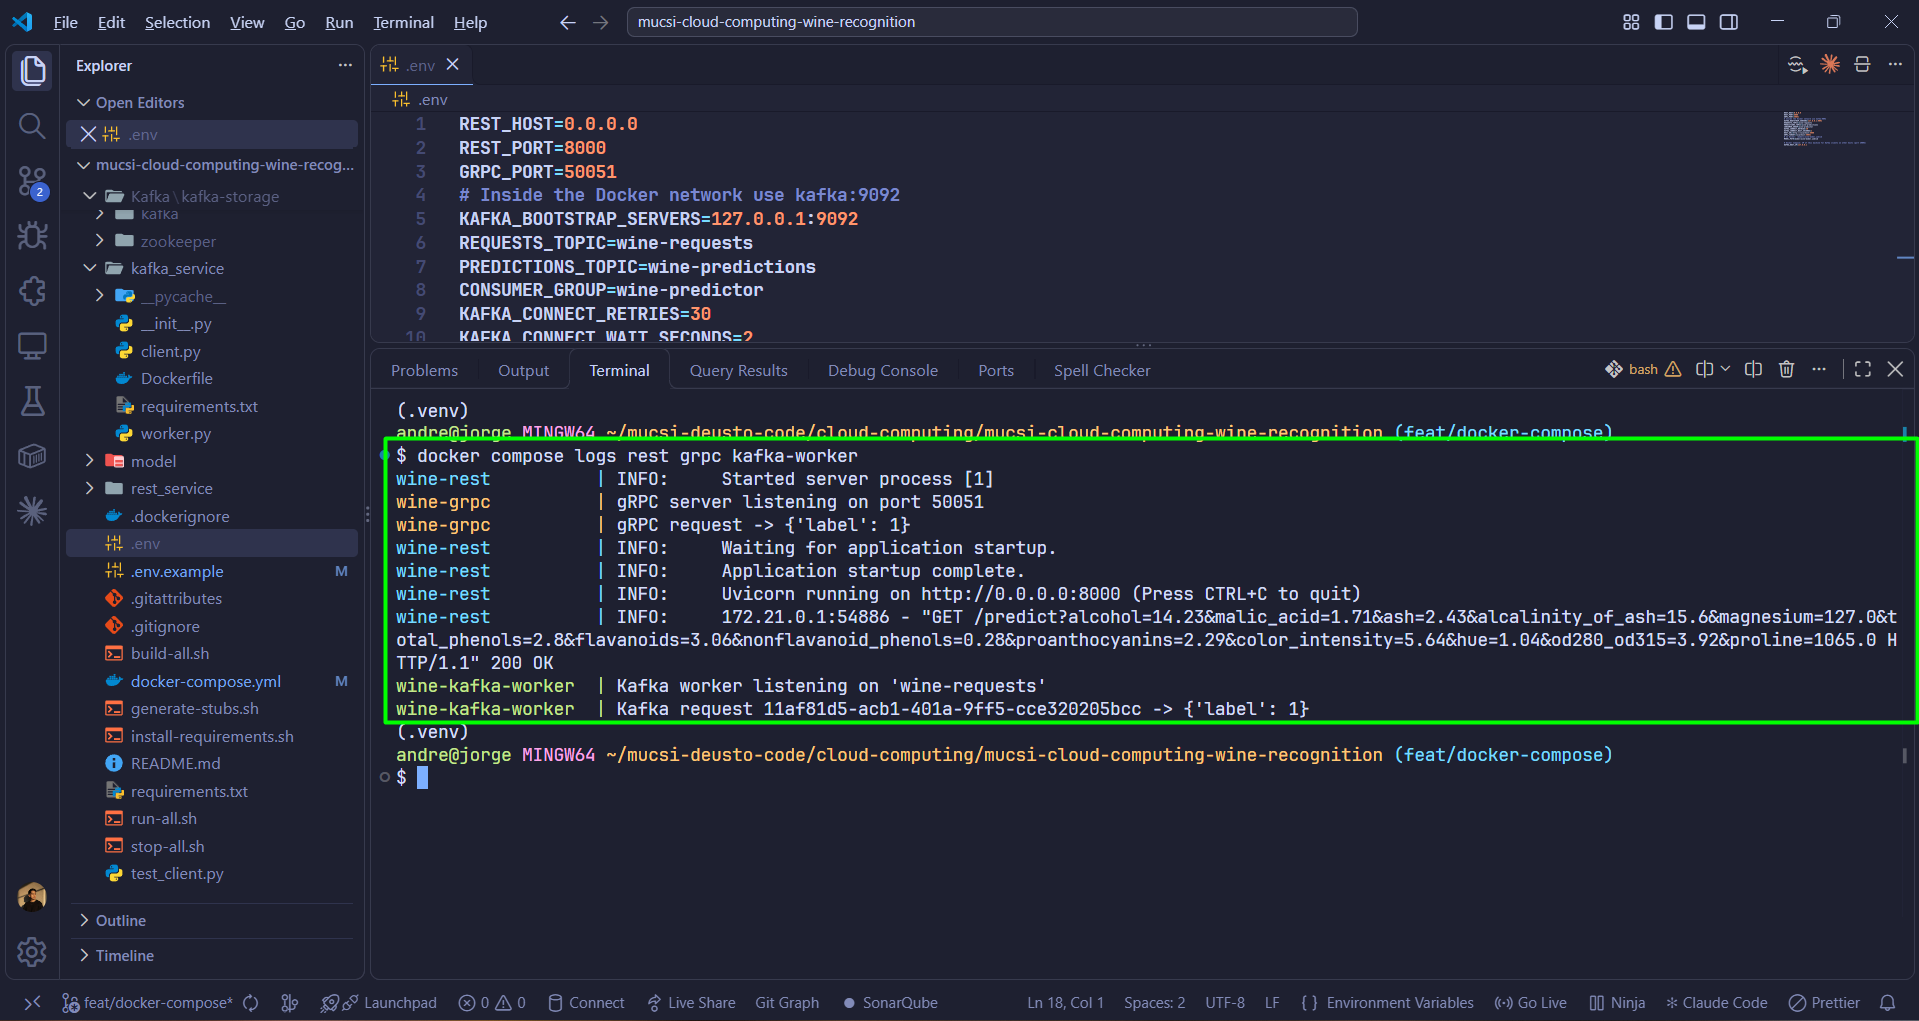 File Edit Selection View Go Run Terminal Help
mucsi-cloud-computing-wine-recognition
Explorer
Open Editors
.env
mucsi-cloud-computing-wine-recog...
Kafka \ kafka-storage
kafka
zookeeper
kafka_service
__pycache__
__init__.py
client.py
Dockerfile
requirements.txt
worker.py
model
rest_service
.dockerignore
.env
.env.example M
.gitattributes
.gitignore
build-all.sh
docker-compose.yml M
generate-stubs.sh
install-requirements.sh
README.md
requirements.txt
run-all.sh
stop-all.sh
test_client.py
Outline
Timeline
2
.env
.env
1 REST_HOST=0.0.0.0
2 REST_PORT=8000
3 GRPC_PORT=50051
4 # Inside the Docker network use kafka:9092
5 KAFKA_BOOTSTRAP_SERVERS=127.0.0.1:9092
6 REQUESTS_TOPIC=wine-requests
7 PREDICTIONS_TOPIC=wine-predictions
8 CONSUMER_GROUP=wine-predictor
9 KAFKA_CONNECT_RETRIES=30
10 KAFKA_CONNECT_WAIT_SECONDS=2
Problems Output Terminal Query Results Debug Console Ports Spell Checker
bash
(.venv)
andre@jorge MINGW64 ~/mucsi-deusto-code/cloud-computing/mucsi-cloud-computing-wine-recognition (feat/docker-compose)
$ docker compose logs rest grpc kafka-worker
wine-rest | INFO: Started server process [1]
wine-grpc | gRPC server listening on port 50051
wine-grpc | gRPC request -> {'label': 1}
wine-rest | INFO: Waiting for application startup.
wine-rest | INFO: Application startup complete.
wine-rest | INFO: Uvicorn running on http://0.0.0.0:8000 (Press CTRL+C to quit)
wine-rest | INFO: 172.21.0.1:54886 - "GET /predict?alcohol=14.23&malic_acid=1.71&ash=2.43&alcalinity_of_ash=15.6&magnesium=127.0&t
otal_phenols=2.8&flavanoids=3.06&nonflavanoid_phenols=0.28&proanthocyanins=2.29&color_intensity=5.64&hue=1.04&od280_od315=3.92&proline=1065.0 H
TTP/1.1" 200 OK
wine-kafka-worker | Kafka worker listening on 'wine-requests'
wine-kafka-worker | Kafka request 11af81d5-acb1-401a-9ff5-cce320205bcc -> {'label': 1}
(.venv)
andre@jorge MINGW64 ~/mucsi-deusto-code/cloud-computing/mucsi-cloud-computing-wine-recognition (feat/docker-compose)
$
feat/docker-compose* Launchpad 0 0 Connect Live Share Git Graph SonarQube Ln 18, Col 1 Spaces: 2 UTF-8 LF { } Environment Variables Go Live Ninja Claude Code Prettier